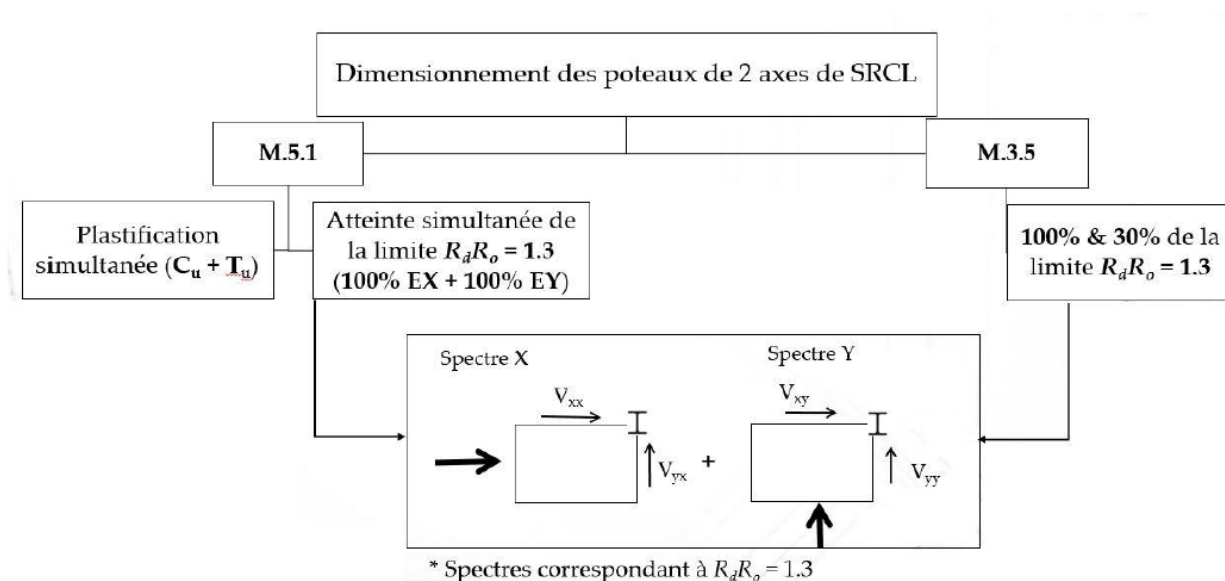 Dimensionnement des poteaux de 2 axes de SRCL
M.5.1
M.3.5
Plastification
simultanée (Cu + Tu)
Atteinte simultanée de
la limite RdRo = 1.3
(100% EX + 100% EY)
100% & 30% de la
limite RdRo = 1.3
Spectre X
Spectre Y
Vxx
Vyx
+
Vxy
Vyy
* Spectres correspondant à RdRo = 1.3